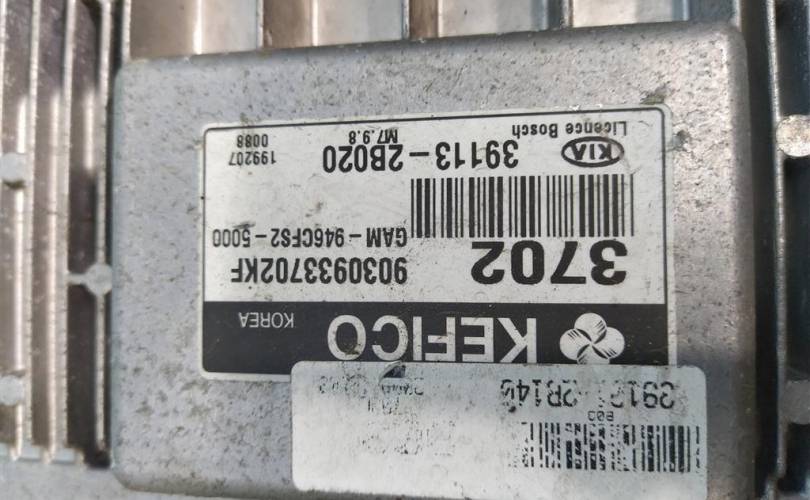 KEFICO KOREA
3702 9030933702KF
GAM-946CFS2-5000
KIA 39113-2B020 199207
Licence Bosch M7.9.8 0088